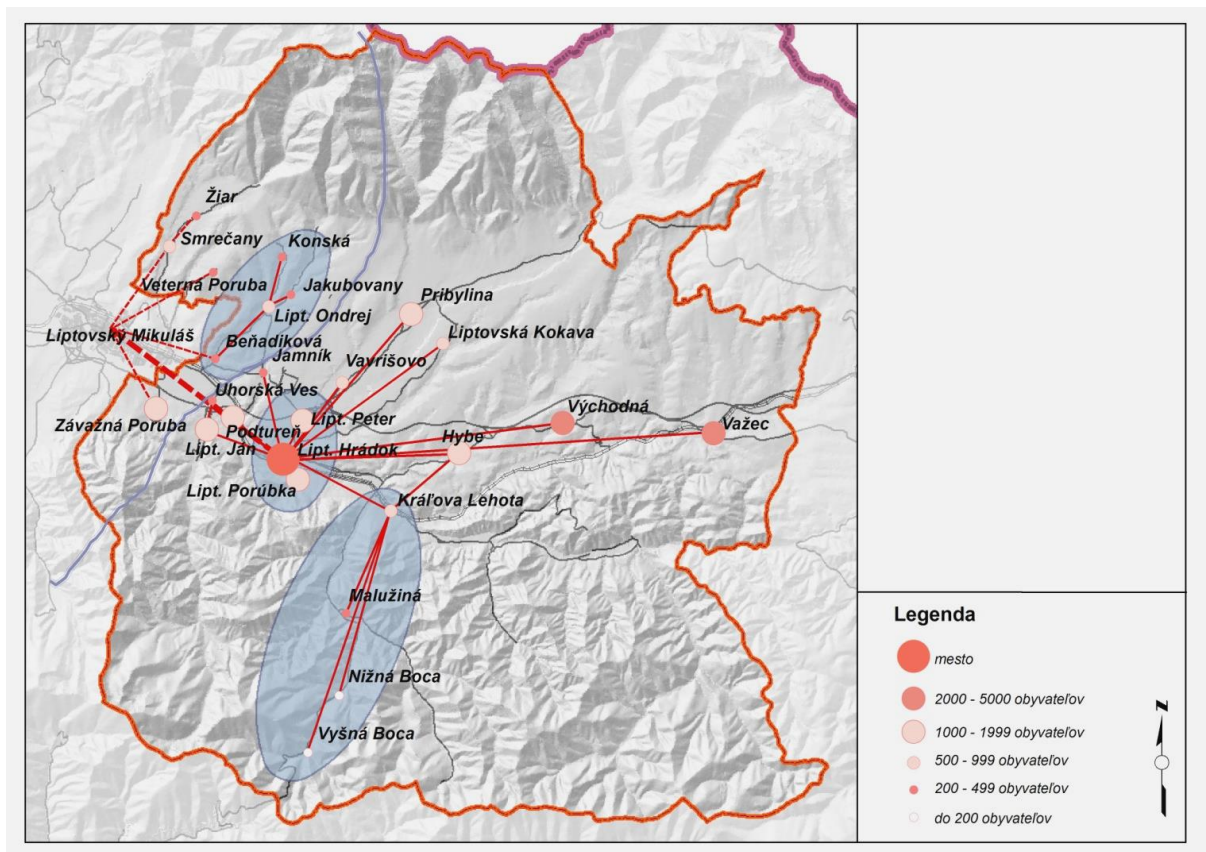 Žiar
Smrečany
Konská
Veterná Poruba
Jakubovany
Pribylina
Lipt. Ondrej
Liptovský Mikuláš
Beňadiková
Liptovská Kokava
Jamník
Vavrišovo
Uhorská Ves
Závažná Poruba
Podtureň
Lipt. Peter
Východná
Važec
Lipt. Ján
Lipt. Hrádok
Hybe
Lipt. Porúbka
Kráľova Lehota
Malužiná
Nižná Boca
Vyšná Boca
Legenda
mesto
2000 - 5000 obyvateľov
1000 - 1999 obyvateľov
500 - 999 obyvateľov
200 - 499 obyvateľov
do 200 obyvateľov
N